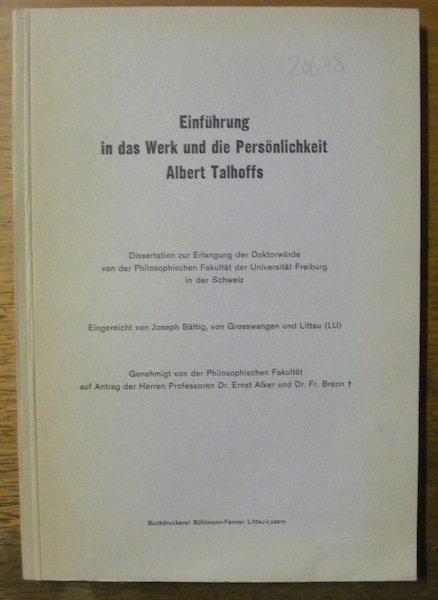 20678
Einführung
in das Werk und die Persönlichkeit
Albert Talhoffs
Dissertation zur Erlangung der Doktorwürde
von der Philosophischen Fakultät der Universität Freiburg
in der Schweiz
Eingereicht von Joseph Bättig, von Grosswangen und Littau (LU)
Genehmigt von der Philosophischen Fakultät
auf Antrag der Herren Professoren Dr. Ernst Alker und Dr. Fr. Brenn †
Buchdruckerei Bühlmann-Fenner Littau-Luzern